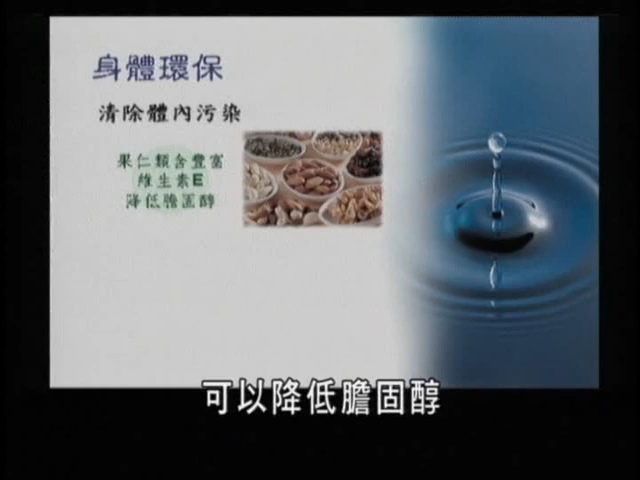 身體環保
清除體內污染
果仁類含豐富
維生素E
降低膽固醇
可以降低膽固醇